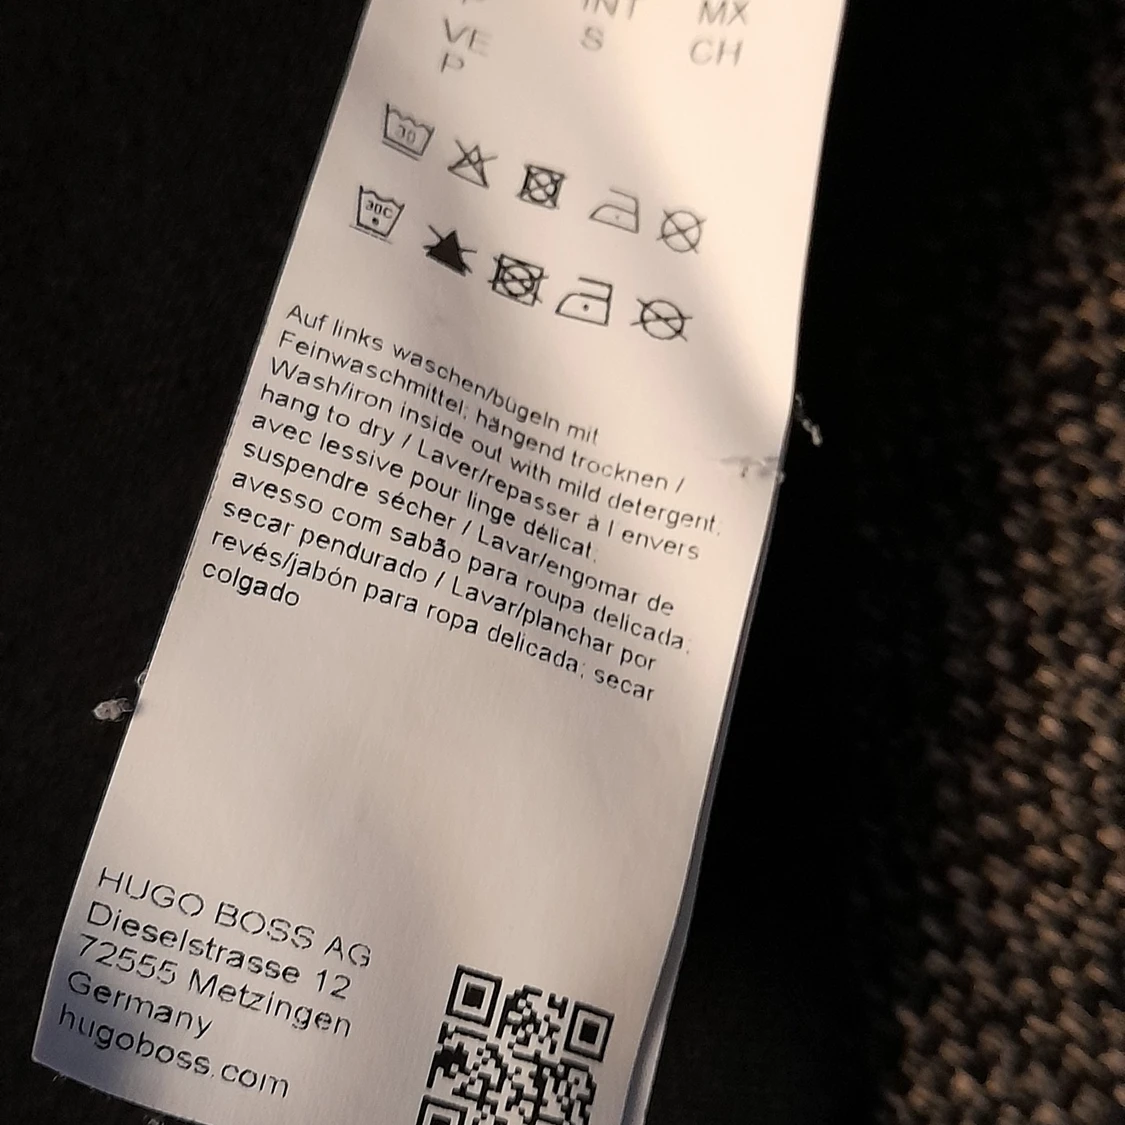 INT MX
VE S CH
P
30
30C
Auf links waschen/bügeln mit
Feinwaschmittel; hängend trocknen /
Wash/iron inside out with mild detergent;
hang to dry / Laver/repasser à l'envers
avec lessive pour linge délicat;
suspendre sécher / Lavar/engomar de
avesso com sabão para roupa delicada;
secar pendurado / Lavar/planchar por
revés/jabón para ropa delicada; secar
colgado
HUGO BOSS AG
Dieselstrasse 12
72555 Metzingen
Germany
hugoboss.com